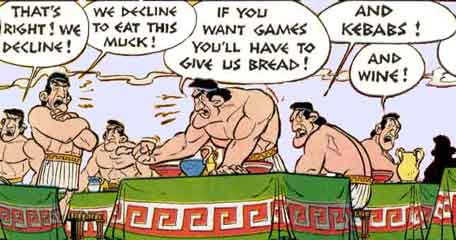 THAT'S
RIGHT! WE
DECLINE!
WE DECLINE
TO EAT THIS
MUCK!
IF YOU
WANT GAMES
YOU'LL HAVE TO
GIVE US BREAD!
AND
KEBABS!
AND
WINE!